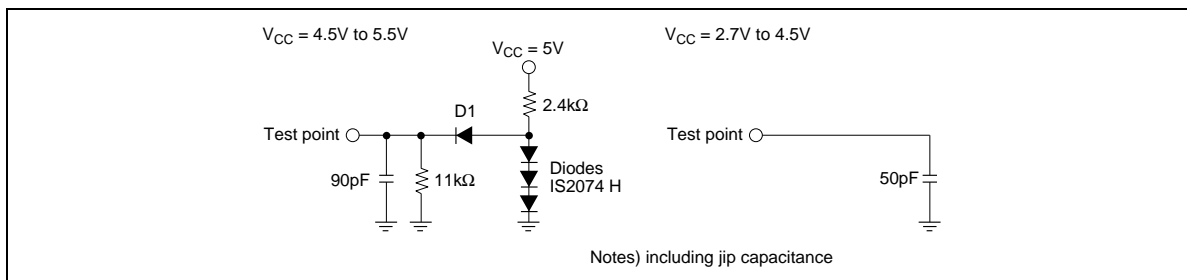 V_CC = 4.5V to 5.5V
V_CC = 5V
2.4kΩ
D1
Test point
Diodes
IS2074 H
90pF
11kΩ
V_CC = 2.7V to 4.5V
Test point
50pF
Notes) including jip capacitance